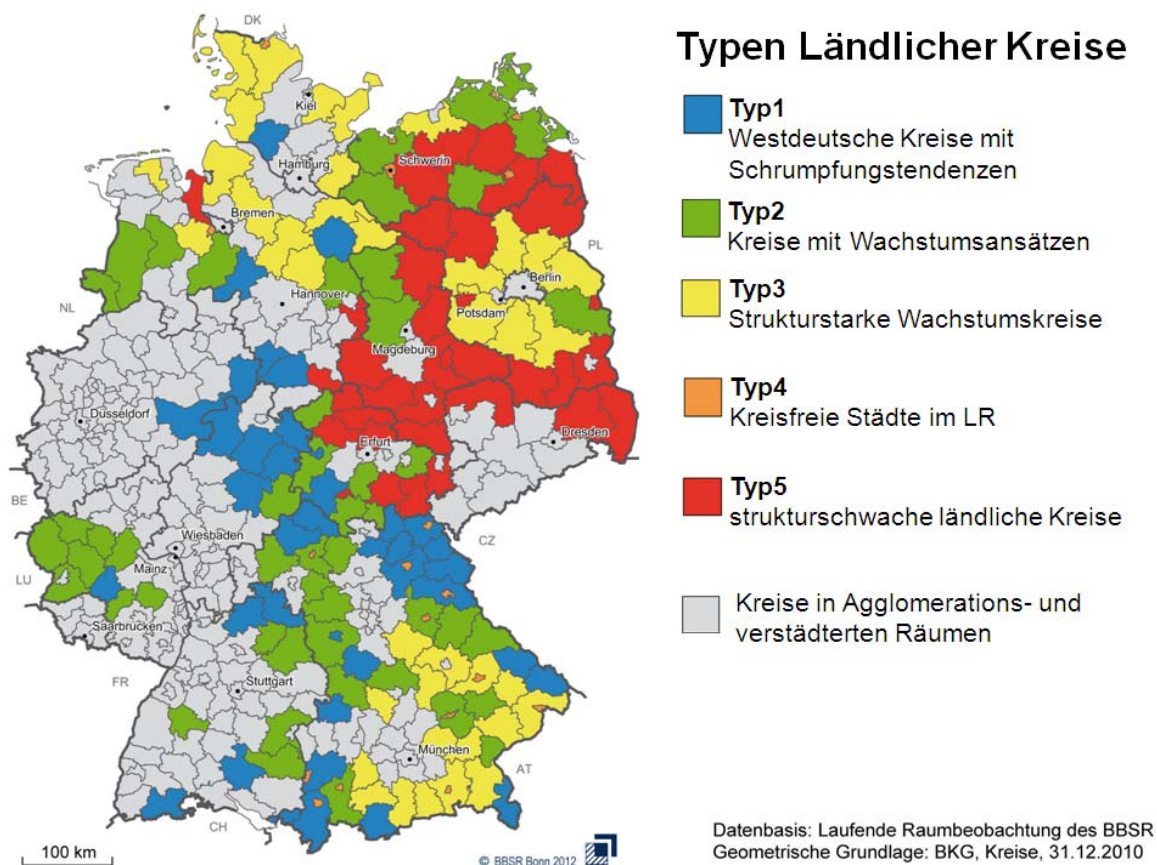 Typen Ländlicher Kreise
Typ1
Westdeutsche Kreise mit
Schrumpfungstendenzen
Typ2
Kreise mit Wachstumsansätzen
Typ3
Strukturstarke Wachstumskreise
Typ4
Kreisfreie Städte im LR
Typ5
strukturschwache ländliche Kreise
Kreise in Agglomerations- und
verstädterten Räumen
DK
Kiel
Hamburg
Schwerin
Bremen
PL
Berlin
NL
Hannover
Potsdam
Magdeburg
Düsseldorf
Erfurt
Dresden
BE
Wiesbaden
CZ
Mainz
LU
Saarbrücken
FR
Stuttgart
München
AT
CH
100 km
© BBSR Bonn 2012
Datenbasis: Laufende Raumbeobachtung des BBSR
Geometrische Grundlage: BKG, Kreise, 31.12.2010